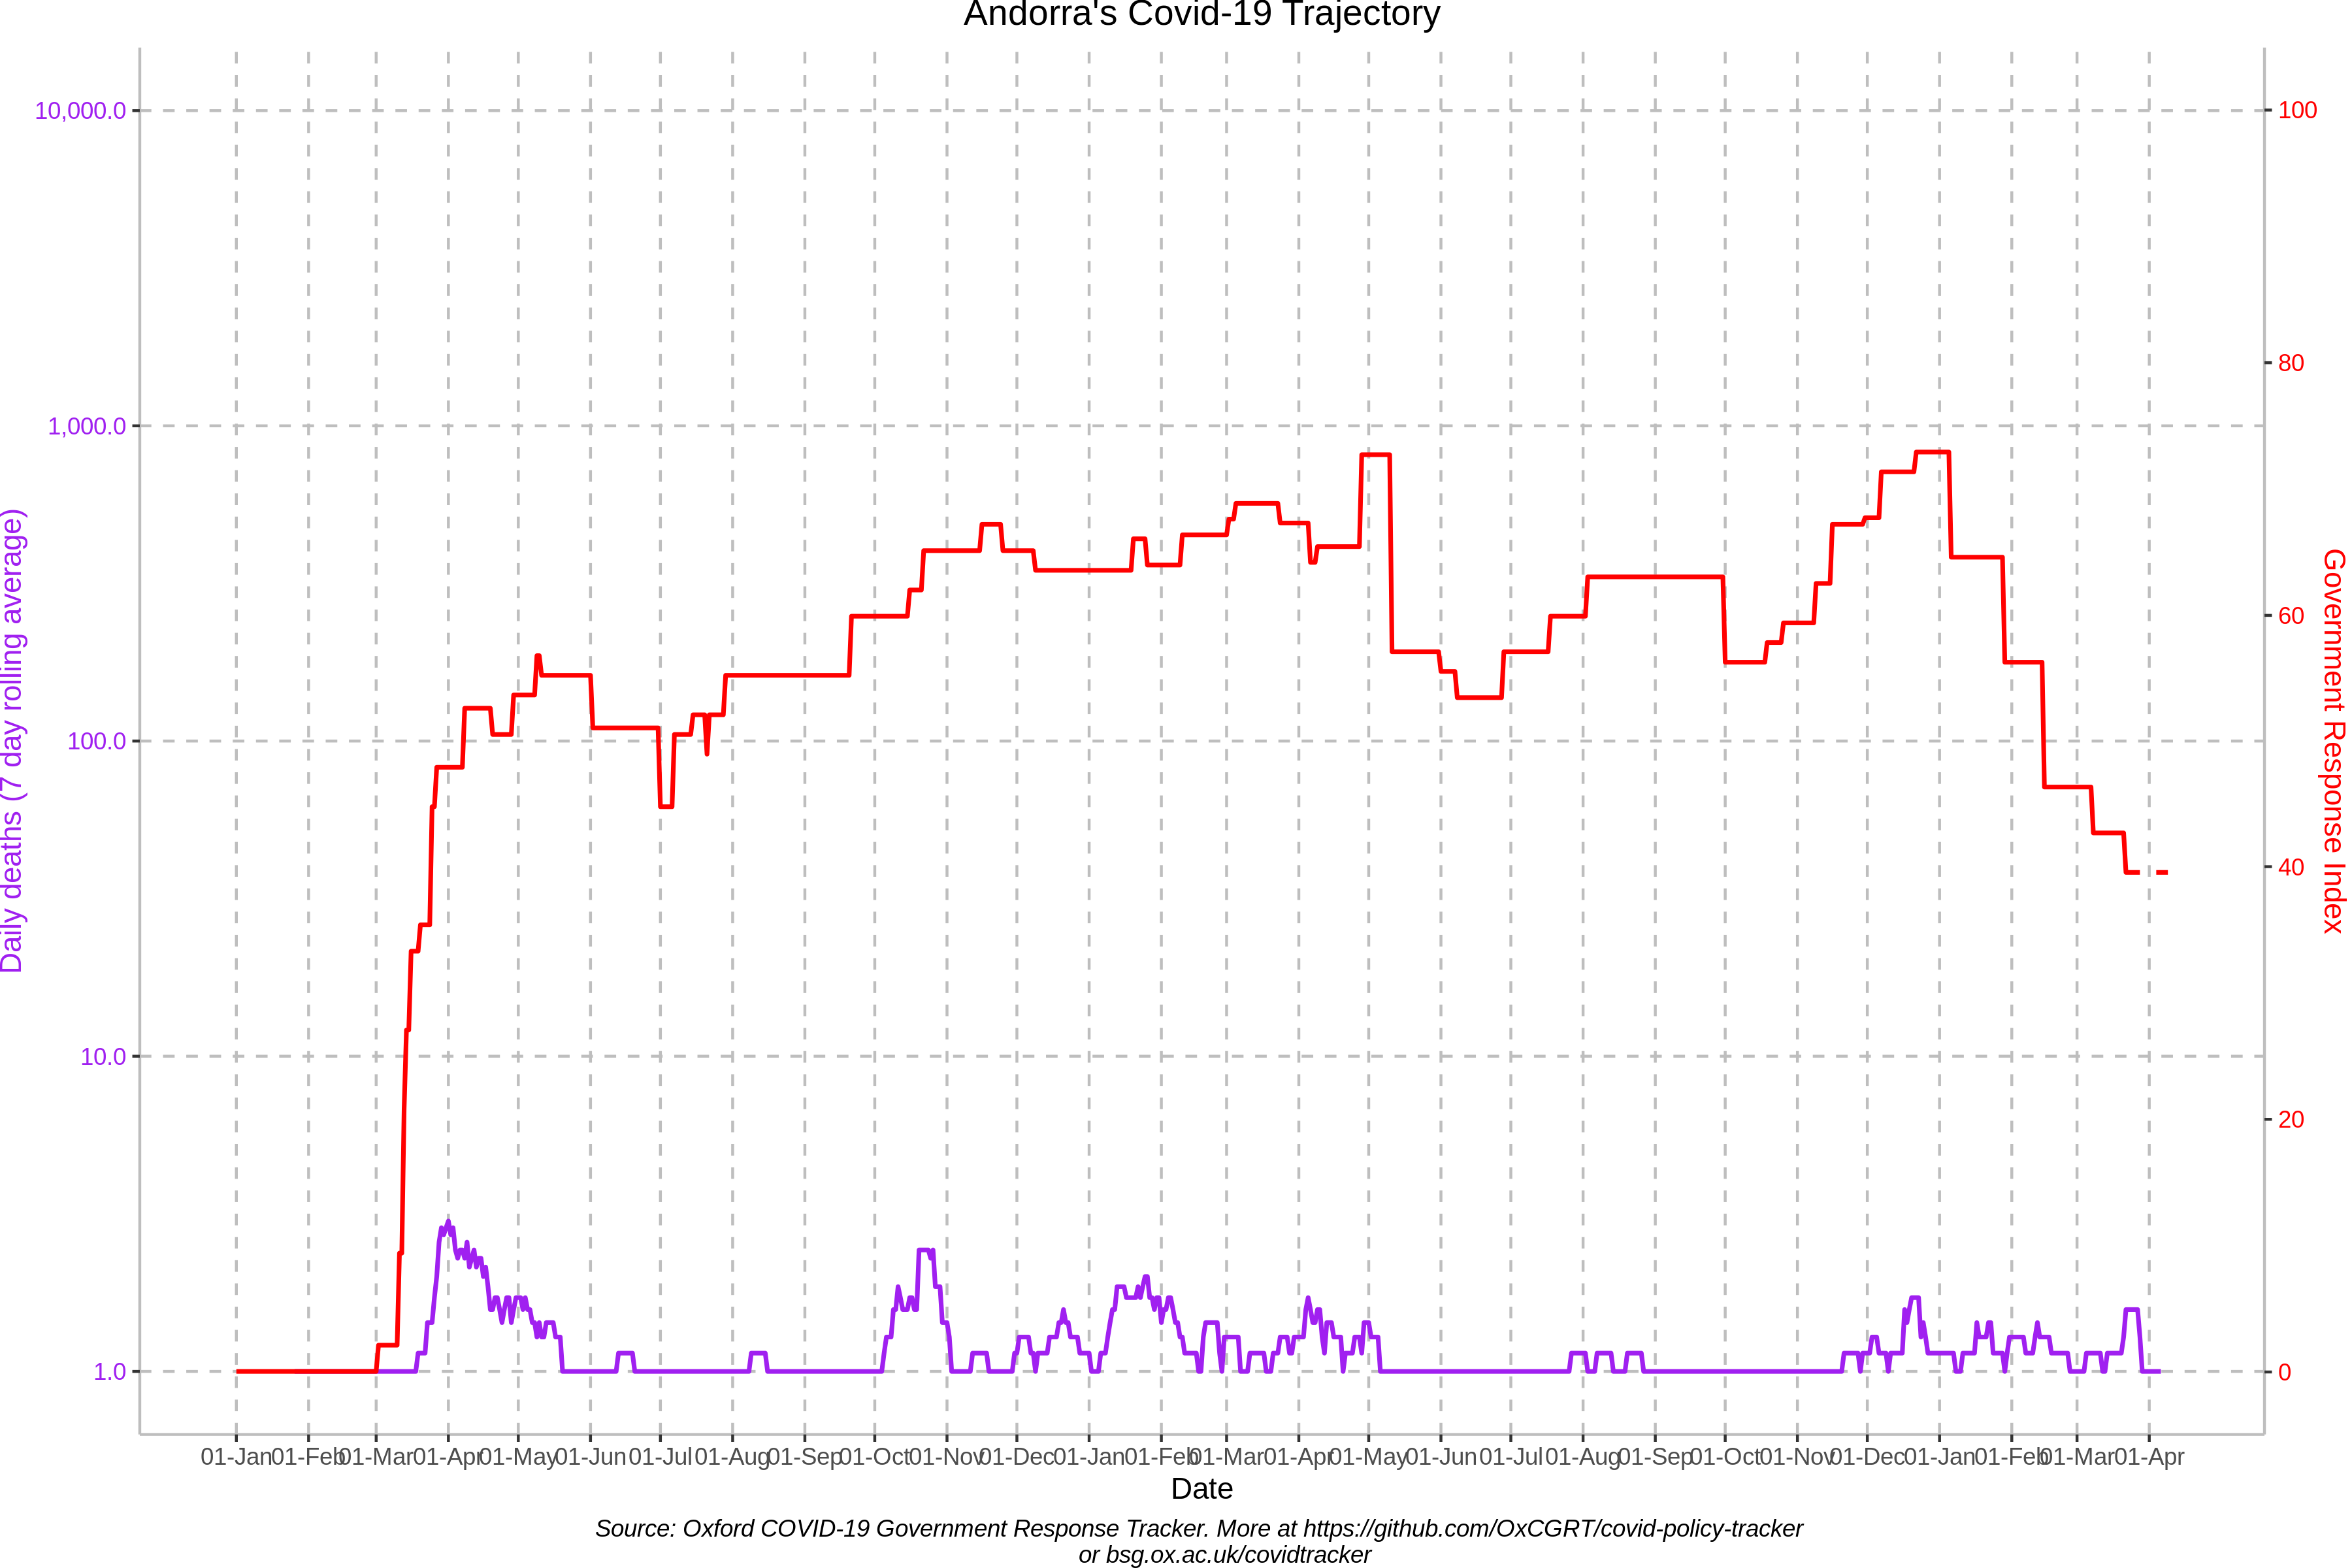 Andorra's Covid-19 Trajectory
10,000.0
1,000.0
100.0
10.0
1.0
Daily deaths (7 day rolling average)
100
80
60
40
20
0
Government Response Index
01-Jan 01-Feb 01-Mar 01-Apr 01-May 01-Jun 01-Jul 01-Aug 01-Sep 01-Oct 01-Nov 01-Dec 01-Jan 01-Feb 01-Mar 01-Apr 01-May 01-Jun 01-Jul 01-Aug 01-Sep 01-Oct 01-Nov 01-Dec 01-Jan 01-Feb 01-Mar 01-Apr
Date
Source: Oxford COVID-19 Government Response Tracker. More at https://github.com/OxCGRT/covid-policy-tracker
or bsg.ox.ac.uk/covidtracker